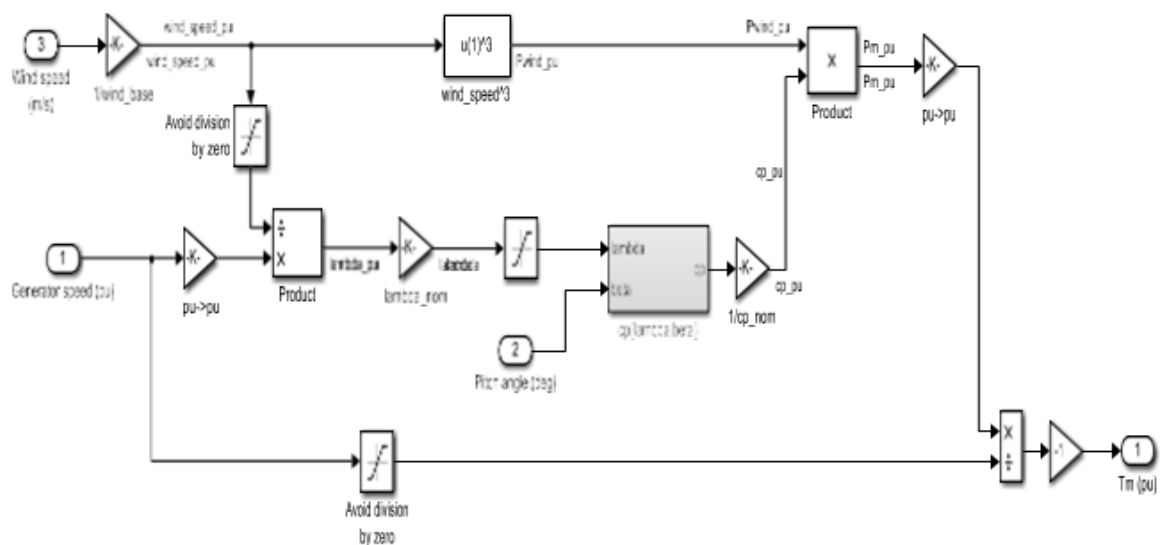 wind_speed_pu
Pwind_pu
3
-K-
wind_speed_pu
u(1)^3
Pwind_pu
X
Pm_pu
Pm_pu
-K-
Wind speed
(m/s)
1/wind_base
wind_speed^3
Product
pu->pu
Avoid division
by zero
cp_pu
÷
X
-K-
lambda
cp
-K-
1
-K-
lambda_pu
lambda
beta
cp_pu
Generator speed (pu)
Product
lambda_nom
1/cp_nom
pu->pu
cp(lambda,beta)
2
Pitch angle (deg)
X
÷
-1
1
Tm (pu)
Avoid division
by zero